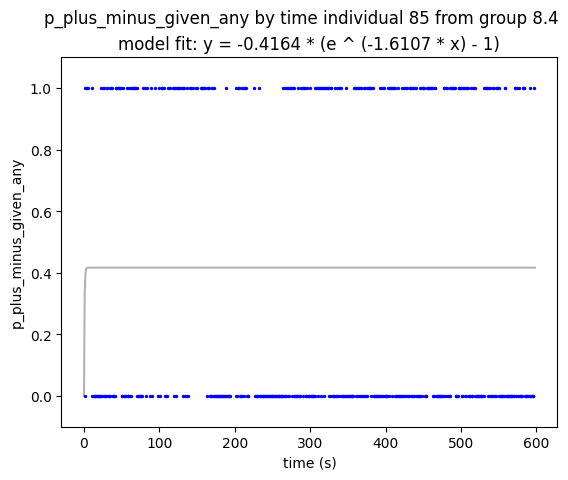 p_plus_minus_given_any by time individual 85 from group 8.4
model fit: y = -0.4164 * (e ^ (-1.6107 * x) - 1)
1.0
0.8
0.6
0.4
0.2
0.0
p_plus_minus_given_any
0 100 200 300 400 500 600
time (s)